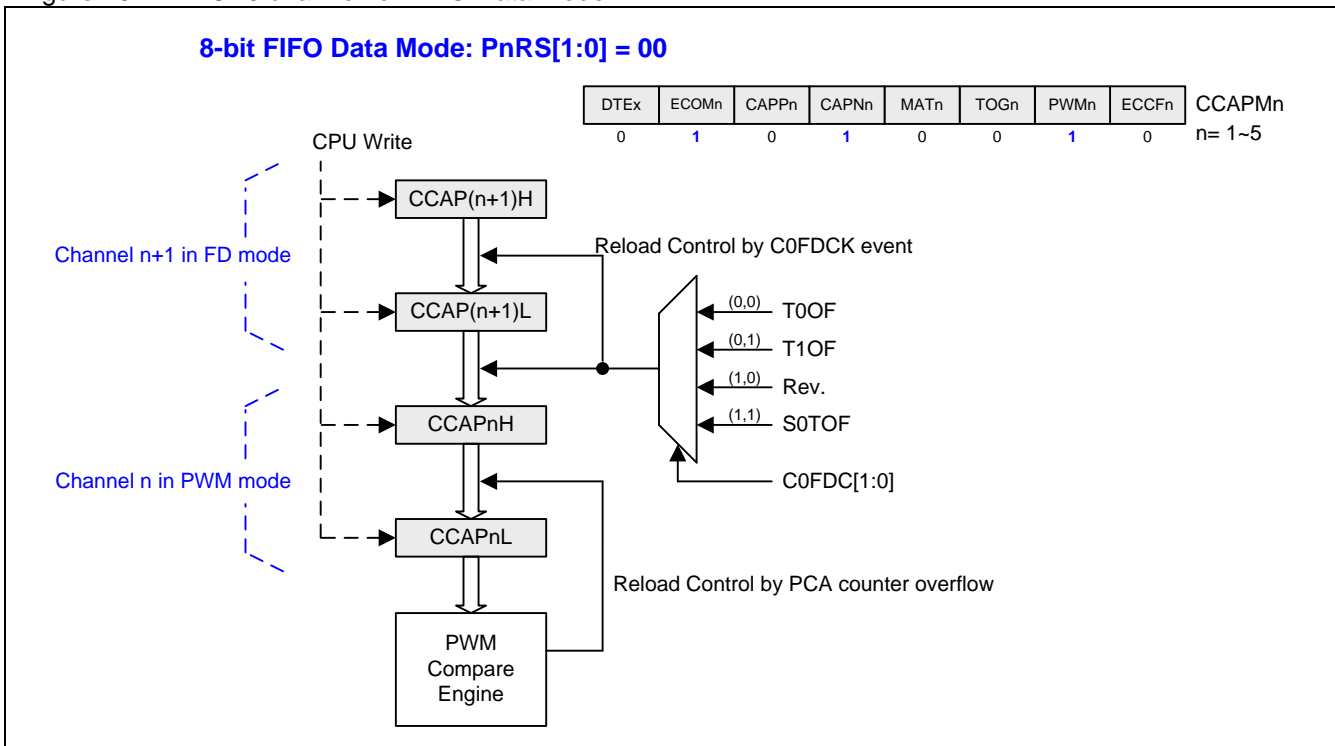 8-bit FIFO Data Mode: PnRS[1:0] = 00
DTEx ECOMn CAPPn CAPNn MATn TOGn PWMn ECCFn CCAPMn
0 1 0 1 0 0 1 0 n= 1~5
CPU Write
CCAP(n+1)H
Channel n+1 in FD mode
Reload Control by C0FDCK event
CCAP(n+1)L
(0,0) T0OF
(0,1) T1OF
(1,0) Rev.
(1,1) S0TOF
C0FDC[1:0]
CCAPnH
Channel n in PWM mode
CCAPnL
Reload Control by PCA counter overflow
PWM
Compare
Engine